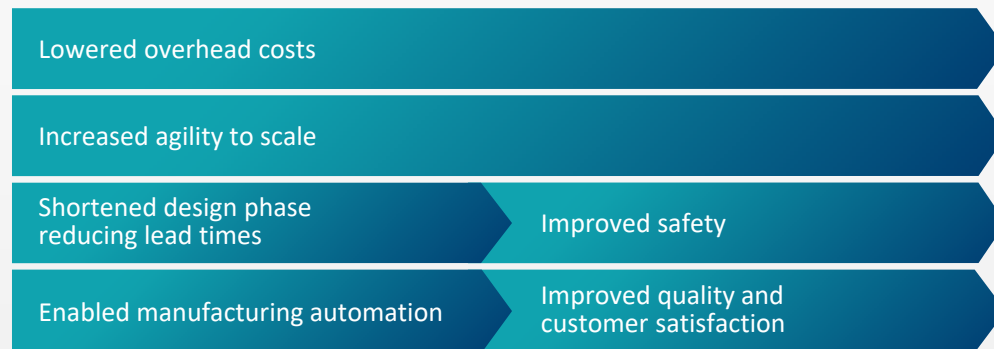 Lowered overhead costs
Increased agility to scale
Shortened design phase
reducing lead times
Improved safety
Enabled manufacturing automation
Improved quality and
customer satisfaction